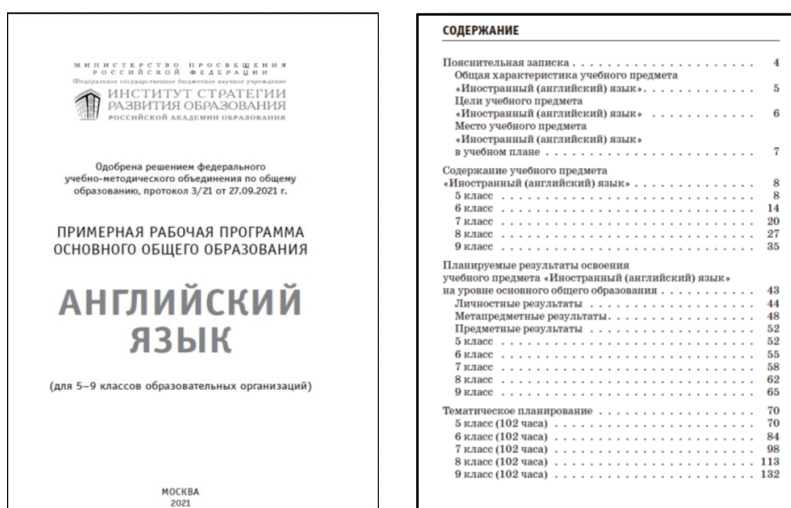 МИНИСТЕРСТВО ПРОСВЕЩЕНИЯ
РОССИЙСКОЙ ФЕДЕРАЦИИ
Федеральное государственное бюджетное научное учреждение
ИНСТИТУТ СТРАТЕГИИ
РАЗВИТИЯ ОБРАЗОВАНИЯ
РОССИЙСКОЙ АКАДЕМИИ ОБРАЗОВАНИЯ
Одобрена решением федерального
учебно-методического объединения по общему
образованию, протокол 3/21 от 27.09.2021 г.
ПРИМЕРНАЯ РАБОЧАЯ ПРОГРАММА
ОСНОВНОГО ОБЩЕГО ОБРАЗОВАНИЯ
АНГЛИЙСКИЙ
ЯЗЫК
(для 5–9 классов образовательных организаций)
МОСКВА
2021
СОДЕРЖАНИЕ
Пояснительная записка . . . . . . . . . . . . . . . . . . . . . . 4
Общая характеристика учебного предмета
«Иностранный (английский) язык». . . . . . . . . . . . . . 5
Цели учебного предмета
«Иностранный (английский) язык» . . . . . . . . . . . . . 6
Место учебного предмета
«Иностранный (английский) язык»
в учебном плане . . . . . . . . . . . . . . . . . . . . . . . . . 7
Содержание учебного предмета
«Иностранный (английский) язык» . . . . . . . . . . . . . . . 8
5 класс . . . . . . . . . . . . . . . . . . . . . . . . . . . . . 8
6 класс . . . . . . . . . . . . . . . . . . . . . . . . . . . . . 14
7 класс . . . . . . . . . . . . . . . . . . . . . . . . . . . . . 20
8 класс . . . . . . . . . . . . . . . . . . . . . . . . . . . . . 27
9 класс . . . . . . . . . . . . . . . . . . . . . . . . . . . . . 35
Планируемые результаты освоения
учебного предмета «Иностранный (английский) язык»
на уровне основного общего образования . . . . . . . . . . . 43
Личностные результаты . . . . . . . . . . . . . . . . . . . . 44
Метапредметные результаты. . . . . . . . . . . . . . . . . . 48
Предметные результаты . . . . . . . . . . . . . . . . . . . . 52
5 класс . . . . . . . . . . . . . . . . . . . . . . . . . . . . . 52
6 класс . . . . . . . . . . . . . . . . . . . . . . . . . . . . . 55
7 класс . . . . . . . . . . . . . . . . . . . . . . . . . . . . . 58
8 класс . . . . . . . . . . . . . . . . . . . . . . . . . . . . . 62
9 класс . . . . . . . . . . . . . . . . . . . . . . . . . . . . . 65
Тематическое планирование . . . . . . . . . . . . . . . . . . . 70
5 класс (102 часа) . . . . . . . . . . . . . . . . . . . . . . . 70
6 класс (102 часа) . . . . . . . . . . . . . . . . . . . . . . . 84
7 класс (102 часа) . . . . . . . . . . . . . . . . . . . . . . . 98
8 класс (102 часа) . . . . . . . . . . . . . . . . . . . . . . . 113
9 класс (102 часа) . . . . . . . . . . . . . . . . . . . . . . . 132